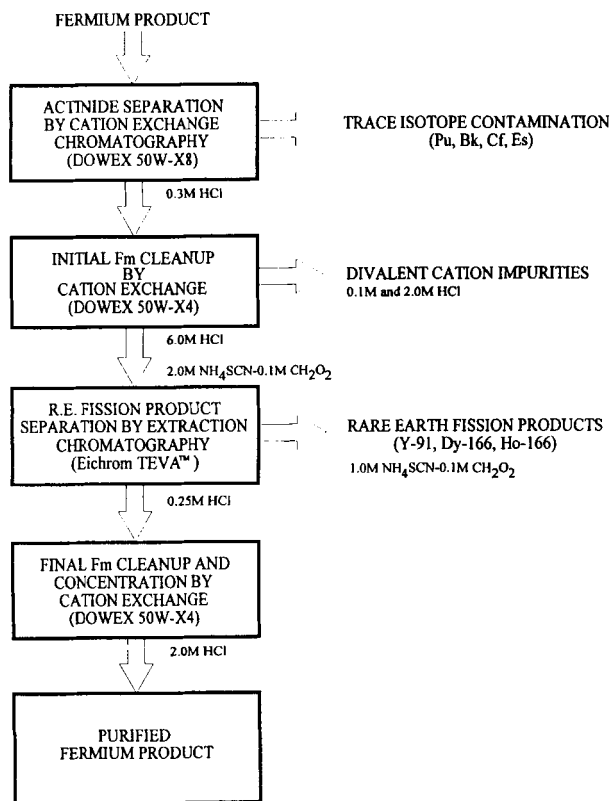 FERMIUM PRODUCT
ACTINIDE SEPARATION
BY CATION EXCHANGE
CHROMATOGRAPHY
(DOWEX 50W-X8)
TRACE ISOTOPE CONTAMINATION
(Pu, Bk, Cf, Es)
0.3M HCl
INITIAL Fm CLEANUP
BY
CATION EXCHANGE
(DOWEX 50W-X4)
DIVALENT CATION IMPURITIES
0.1M and 2.0M HCl
6.0M HCl
2.0M NH₄SCN-0.1M CH₂O₂
R.E. FISSION PRODUCT
SEPARATION BY EXTRACTION
CHROMATOGRAPHY
(Eichrom TEVA™)
RARE EARTH FISSION PRODUCTS
(Y-91, Dy-166, Ho-166)
1.0M NH₄SCN-0.1M CH₂O₂
0.25M HCl
FINAL Fm CLEANUP AND
CONCENTRATION BY
CATION EXCHANGE
(DOWEX 50W-X4)
2.0M HCl
PURIFIED
FERMIUM PRODUCT